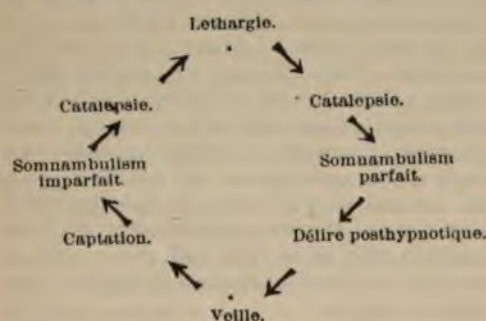 Lethargie.
Catalepsie.
Catalepsie.
Somnambulism
imparfait.
Somnambulism
parfait.
Captation.
Délire posthypnotique.
Veille.